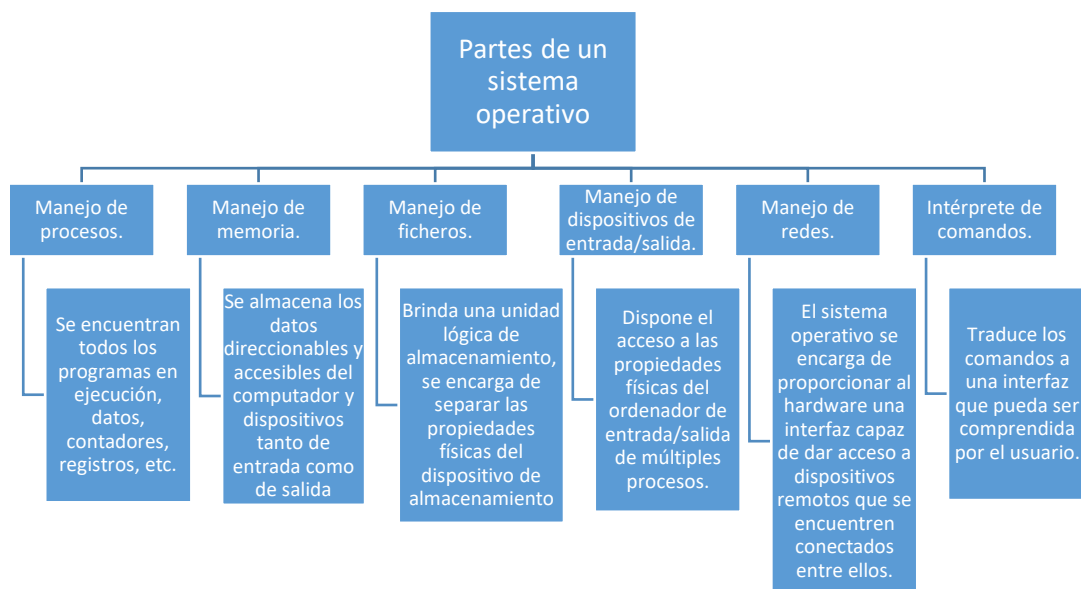 Partes de un
sistema
operativo
Manejo de
procesos.
Se encuentran
todos los
programas en
ejecución,
datos,
contadores,
registros, etc.
Manejo de
memoria.
Se almacena los
datos
direccionables y
accesibles del
computador y
dispositivos
tanto de
entrada como
de salida
Manejo de
ficheros.
Brinda una unidad
lógica de
almacenamiento,
se encarga de
separar las
propiedades
físicas del
dispositivo de
almacenamiento
Manejo de
dispositivos de
entrada/salida.
Dispone el
acceso a las
propiedades
físicas del
ordenador de
entrada/salida
de múltiples
procesos.
Manejo de
redes.
El sistema
operativo se
encarga de
proporcionar al
hardware una
interfaz capaz
de dar acceso a
dispositivos
remotos que se
encuentren
conectados
entre ellos.
Intérprete de
comandos.
Traduce los
comandos a
una interfaz
que pueda ser
comprendida
por el usuario.